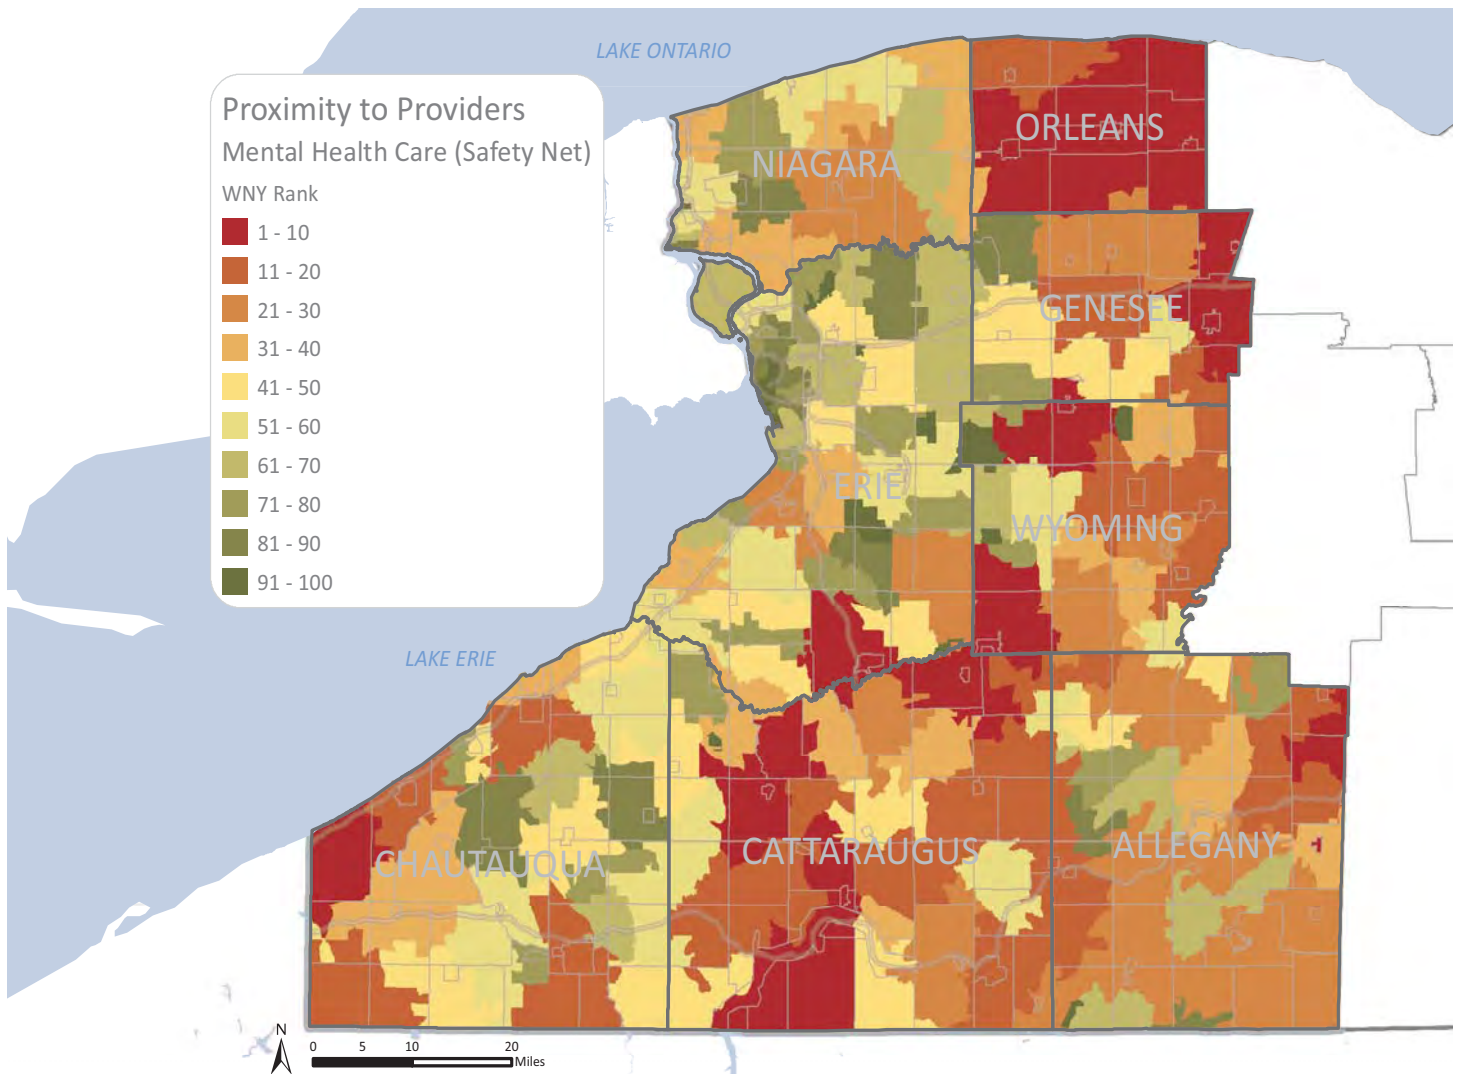 LAKE ONTARIO
Proximity to Providers
Mental Health Care (Safety Net)
WNY Rank
1 - 10
11 - 20
21 - 30
31 - 40
41 - 50
51 - 60
61 - 70
71 - 80
81 - 90
91 - 100
ORLEANS
NIAGARA
GENESEE
ERIE
WYOMING
LAKE ERIE
CHAUTAUQUA
CATTARAUGUS
ALLEGANY
N
0 5 10 20
Miles